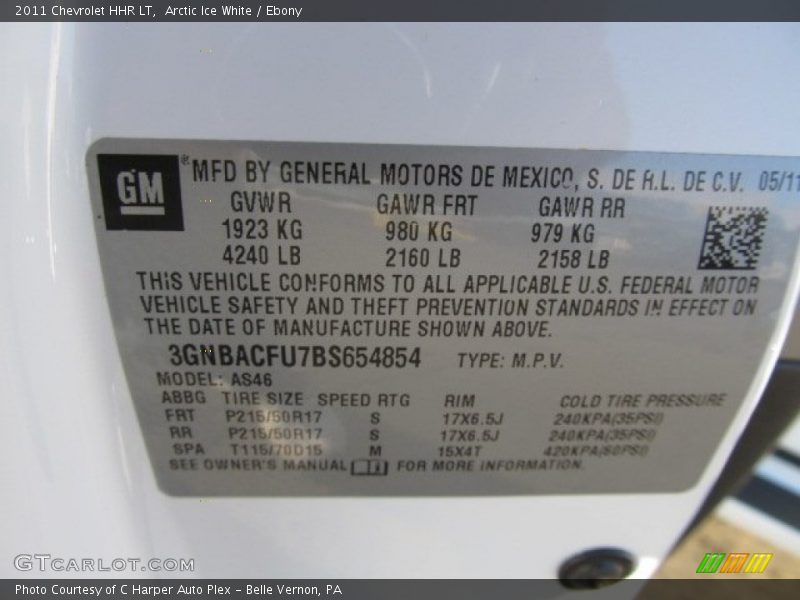 2011 Chevrolet HHR LT,  Arctic Ice White / Ebony
GM ® MFD BY GENERAL MOTORS DE MEXICO, S. DE R.L. DE C.V. 05/11
GVWR GAWR FRT GAWR RR
1923 KG 980 KG 979 KG
4240 LB 2160 LB 2158 LB
THIS VEHICLE CONFORMS TO ALL APPLICABLE U.S. FEDERAL MOTOR
VEHICLE SAFETY AND THEFT PREVENTION STANDARDS IN EFFECT ON
THE DATE OF MANUFACTURE SHOWN ABOVE.
3GNBACFU7BS654854 TYPE: M.P.V.
MODEL: AS46
ABBG TIRE SIZE SPEED RTG RIM COLD TIRE PRESSURE
FRT P215/50R17 S 17X6.5J 240KPA(35PSI)
RR P215/50R17 S 17X6.5J 240KPA(35PSI)
SPA T115/70D15 M 15X4T 420KPA(60PSI)
SEE OWNER'S MANUAL FOR MORE INFORMATION.
GTCARLOT.COM
Photo Courtesy of C Harper Auto Plex – Belle Vernon, PA